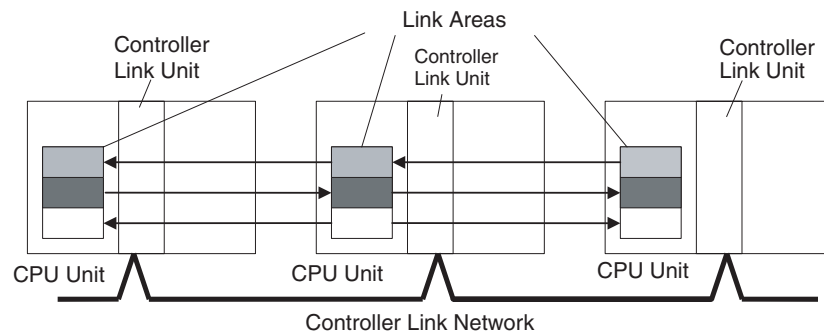 Link Areas
Controller
Link Unit
Controller
Link Unit
Controller
Link Unit
CPU Unit
CPU Unit
CPU Unit
Controller Link Network